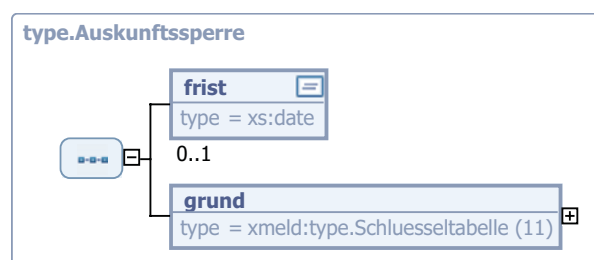 type.Auskunftssperre
frist
type = xs:date
0..1
grund
type = xmeld:type.Schluesseltabelle (11)